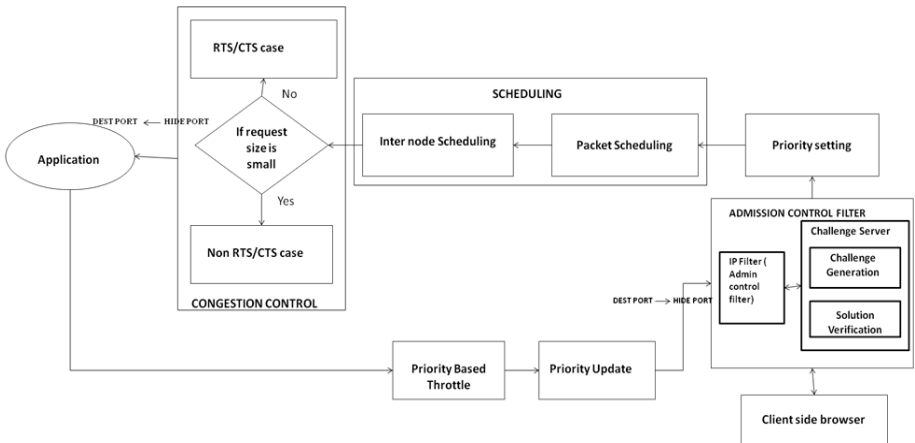 RTS/CTS case
No
DEST PORT ← HIDE PORT
If request
size is
small
Application
Yes
Non RTS/CTS case
CONGESTION CONTROL
SCHEDULING
Inter node Scheduling
Packet Scheduling
Priority setting
ADMISSION CONTROL FILTER
Challenge Server
IP Filter (
Admin
control
filter)
Challenge
Generation
Solution
Verification
DEST PORT → HIDE PORT
Priority Based
Throttle
Priority Update
Client side browser